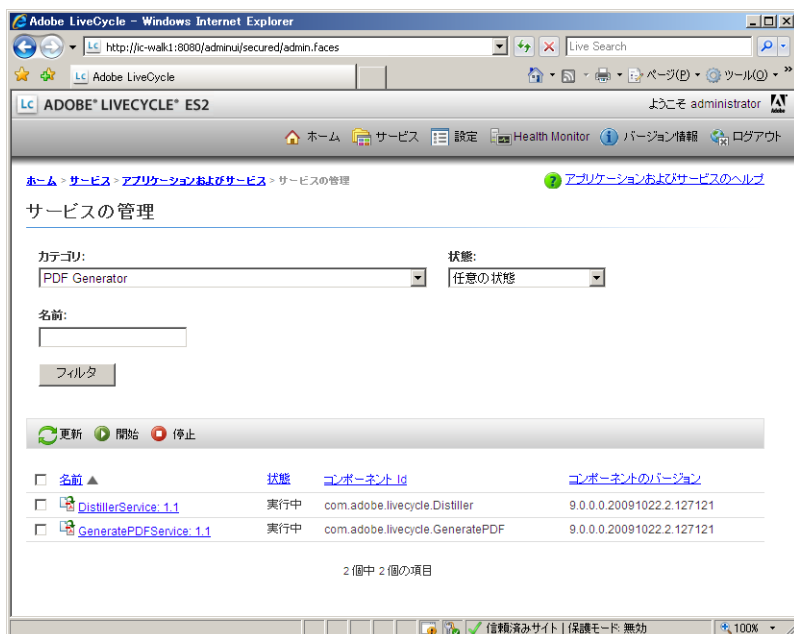 Adobe LiveCycle - Windows Internet Explorer
http://ic-walk1:8080/adminui/secured/admin.faces
Live Search
Lc Adobe LiveCycle
ページ(P)
ツール(O)
Lc ADOBE® LIVECYCLE® ES2
ようこそ administrator
Adobe
ホーム サービス 設定 Health Monitor バージョン情報 ログアウト
ホーム > サービス > アプリケーションおよびサービス > サービスの管理
アプリケーションおよびサービスのヘルプ
サービスの管理
カテゴリ: 状態:
PDF Generator 任意の状態
名前:
フィルタ
更新 開始 停止
名前 ▲ 状態 コンポーネント Id コンポーネントのバージョン
DistillerService: 1.1 実行中 com.adobe.livecycle.Distiller 9.0.0.0.20091022.2.127121
GeneratePDFService: 1.1 実行中 com.adobe.livecycle.GeneratePDF 9.0.0.0.20091022.2.127121
2 個中 2 個の項目
信頼済みサイト | 保護モード: 無効 100%